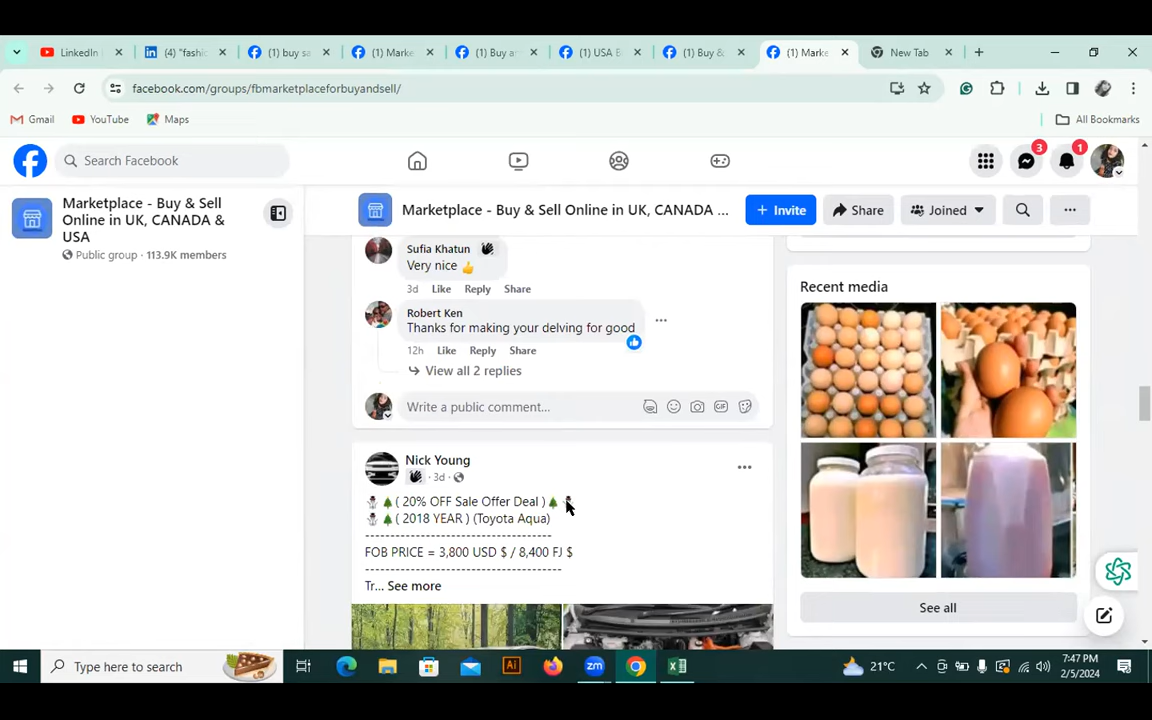 LinkedIn
(4) "fashic
(1) buy sa
(1) Marke
(1) Buy an
(1) USA B
(1) Buy &
(1) Marke
New Tab
facebook.com/groups/fbmarketplaceforbuyandsell/
Gmail
YouTube
Maps
All Bookmarks
Search Facebook
3
1
Marketplace - Buy & Sell
Online in UK, CANADA &
USA
Public group · 113.9K members
Marketplace - Buy & Sell Online in UK, CANADA ...
+ Invite
Share
Joined
Sufia Khatun
Very nice
3d Like Reply Share
Robert Ken
Thanks for making your delving for good
12h Like Reply Share
View all 2 replies
Write a public comment...
GIF
Nick Young
· 3d ·
( 20% OFF Sale Offer Deal )
( 2018 YEAR ) (Toyota Aqua)
---------------------------------
FOB PRICE = 3,800 USD $ / 8,400 FJ $
-----------------------------------
Tr... See more
Recent media
See all
Type here to search
Ai
zm
21°C
7:47 PM
2/5/2024